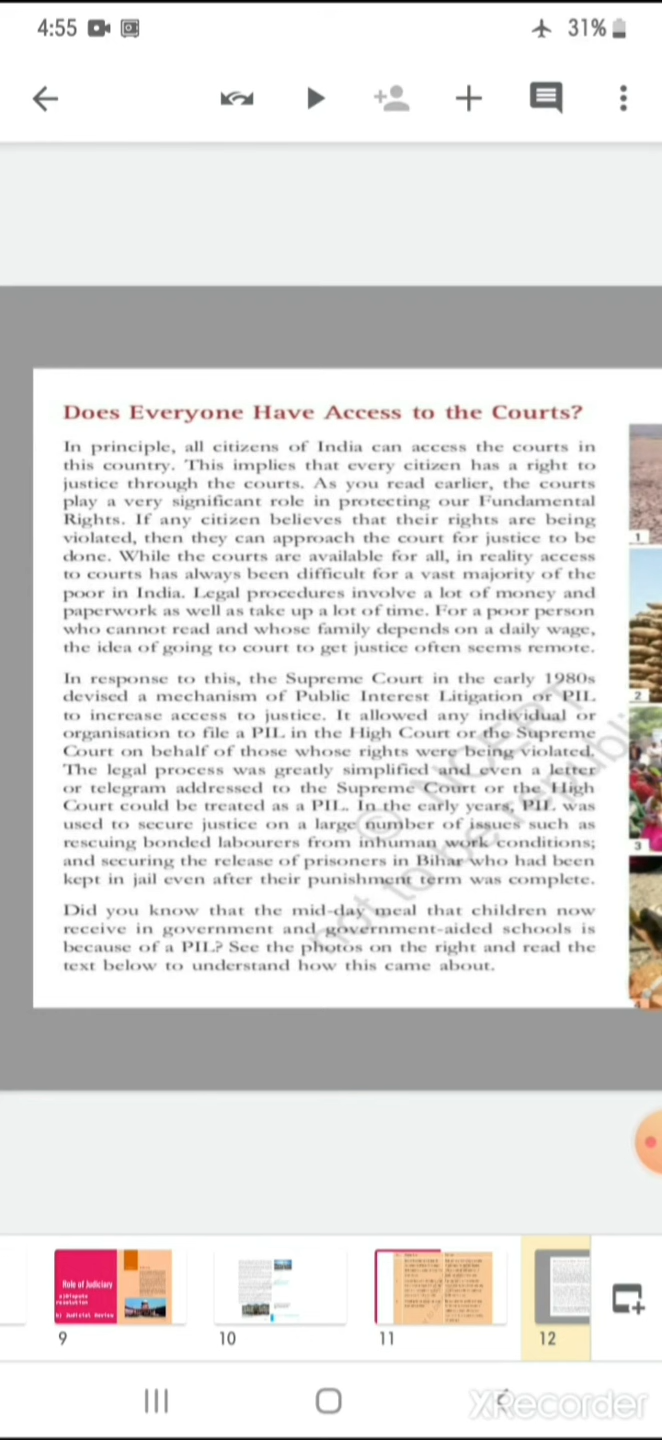 4:55
31%
Does Everyone Have Access to the Courts?
In principle, all citizens of India can access the courts in
this country. This implies that every citizen has a right to
justice through the courts. As you read earlier, the courts
play a very significant role in protecting our Fundamental
Rights. If any citizen believes that their rights are being
violated, then they can approach the court for justice to be
done. While the courts are available for all, in reality access
to courts has always been difficult for a vast majority of the
poor in India. Legal procedures involve a lot of money and
paperwork as well as take up a lot of time. For a poor person
who cannot read and whose family depends on a daily wage,
the idea of going to court to get justice often seems remote.
In response to this, the Supreme Court in the early 1980s
devised a mechanism of Public Interest Litigation or PIL
to increase access to justice. It allowed any individual or
organisation to file a PIL in the High Court or the Supreme
Court on behalf of those whose rights were being violated.
The legal process was greatly simplified and even a letter
or telegram addressed to the Supreme Court or the High
Court could be treated as a PIL. In the early years, PIL was
used to secure justice on a large number of issues such as
rescuing bonded labourers from inhuman work conditions;
and securing the release of prisoners in Bihar who had been
kept in jail even after their punishment term was complete.
Did you know that the mid-day meal that children now
receive in government and government-aided schools is
because of a PIL? See the photos on the right and read the
text below to understand how this came about.
1
2
3
4
© NCERT
not to be republi
Role of Judiciary
a)Dispute
resolution
b) Judicial Review
9
10
11
12
XRecorder